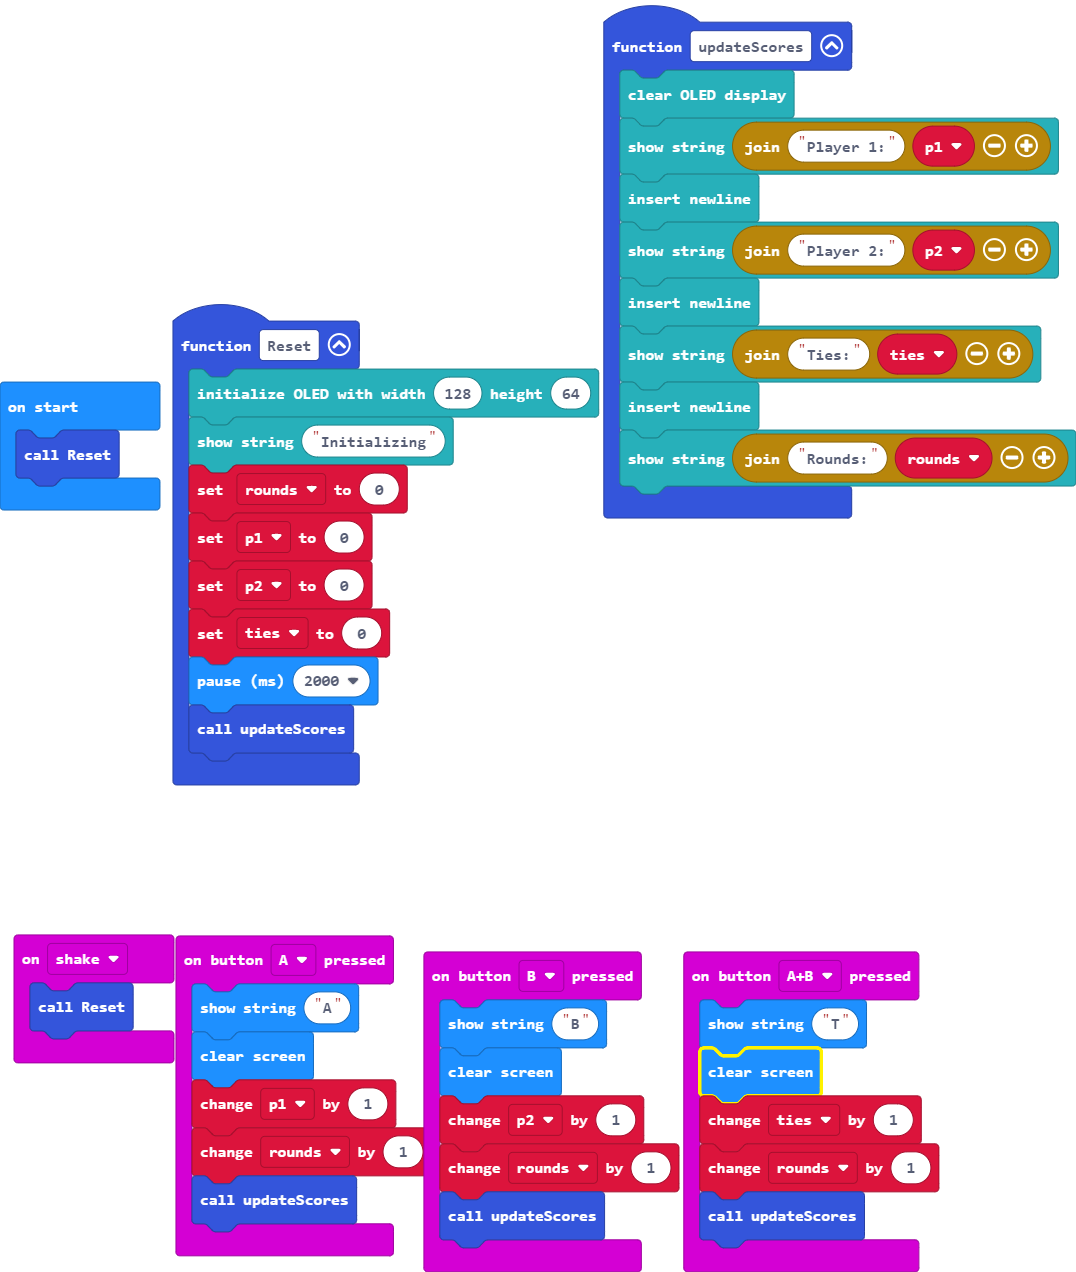 function updateScores
clear OLED display
show string join "Player 1:" p1
insert newline
show string join "Player 2:" p2
insert newline
show string join "Ties:" ties
insert newline
show string join "Rounds:" rounds
function Reset
initialize OLED with width 128 height 64
show string "Initializing"
set rounds to 0
set p1 to 0
set p2 to 0
set ties to 0
pause (ms) 2000
call updateScores
on start
call Reset
on shake
call Reset
on button A pressed
show string "A"
clear screen
change p1 by 1
change rounds by 1
call updateScores
on button B pressed
show string "B"
clear screen
change p2 by 1
change rounds by 1
call updateScores
on button A+B pressed
show string "T"
clear screen
change ties by 1
change rounds by 1
call updateScores